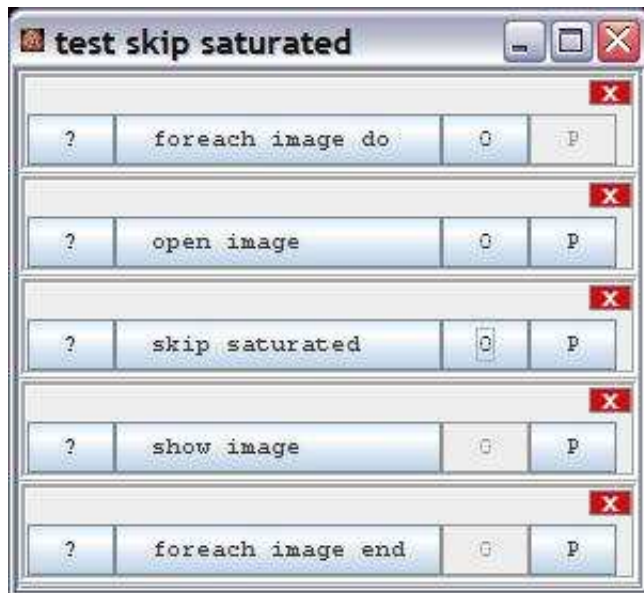 test skip saturated
X
? foreach image do O P
X
? open image O P
X
? skip saturated O P
X
? show image O P
X
? foreach image end O P